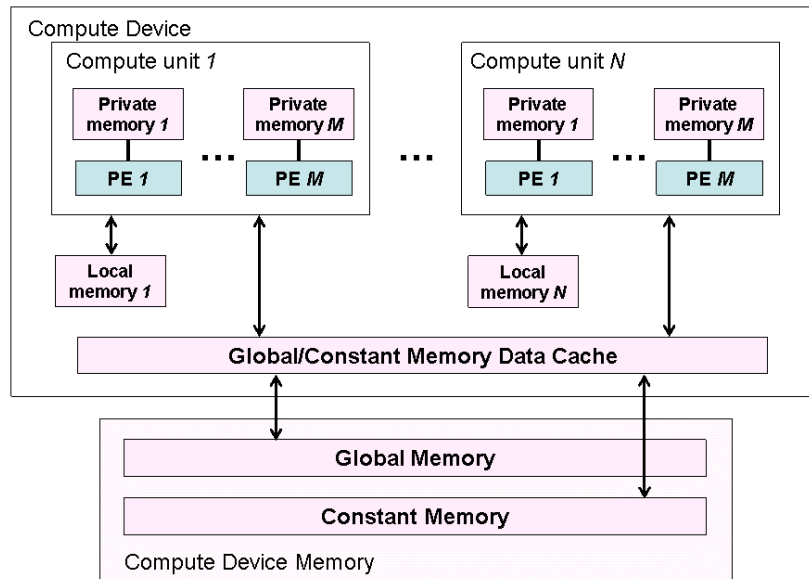 Compute Device
Compute unit 1
Compute unit N
Private
memory 1
Private
memory M
Private
memory 1
Private
memory M
...
...
...
PE 1
PE M
PE 1
PE M
Local
memory 1
Local
memory N
Global/Constant Memory Data Cache
Global Memory
Constant Memory
Compute Device Memory